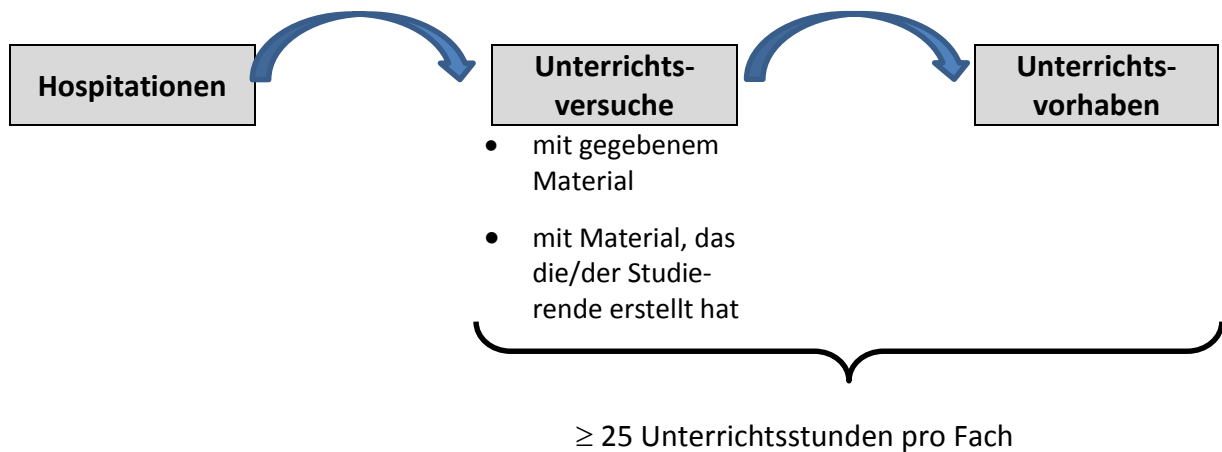 Hospitationen
Unterrichts-
versuche
Unterrichts-
vorhaben
• mit gegebenem
Material
• mit Material, das
die/der Studie-
rende erstellt hat
≥ 25 Unterrichtsstunden pro Fach